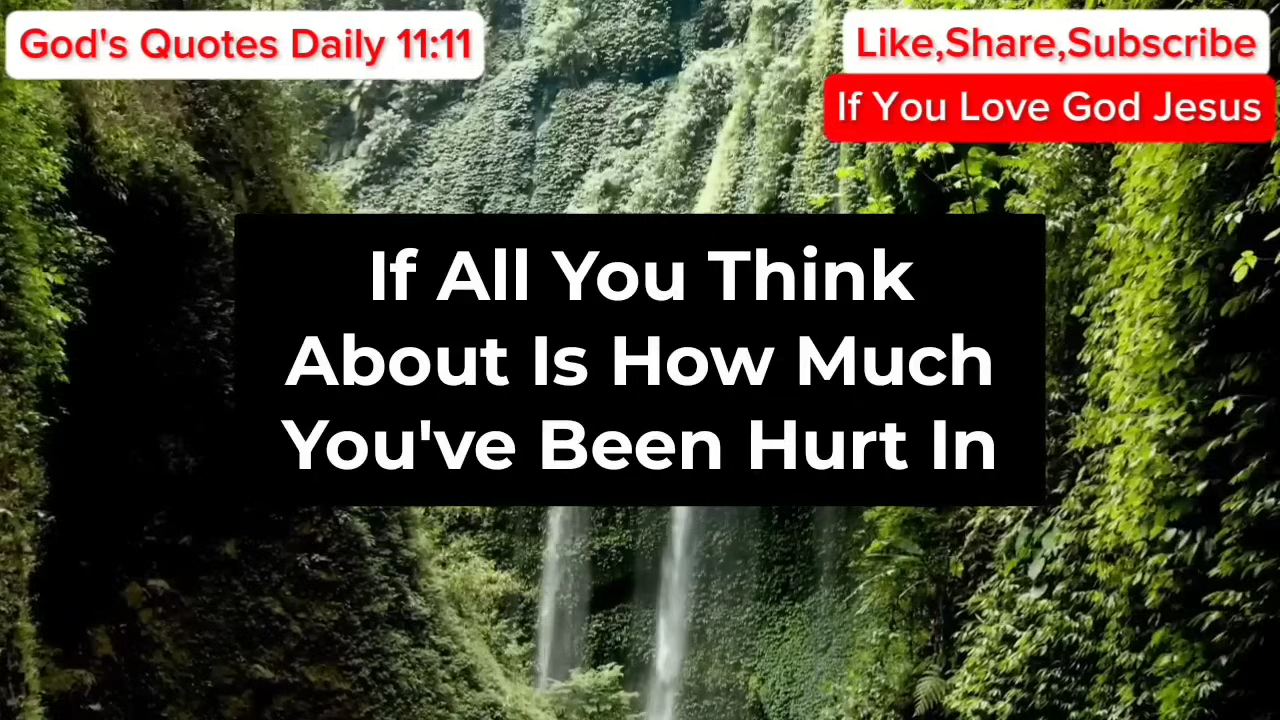 God's Quotes Daily 11:11
Like,Share,Subscribe
If You Love God Jesus
If All You Think
About Is How Much
You've Been Hurt In